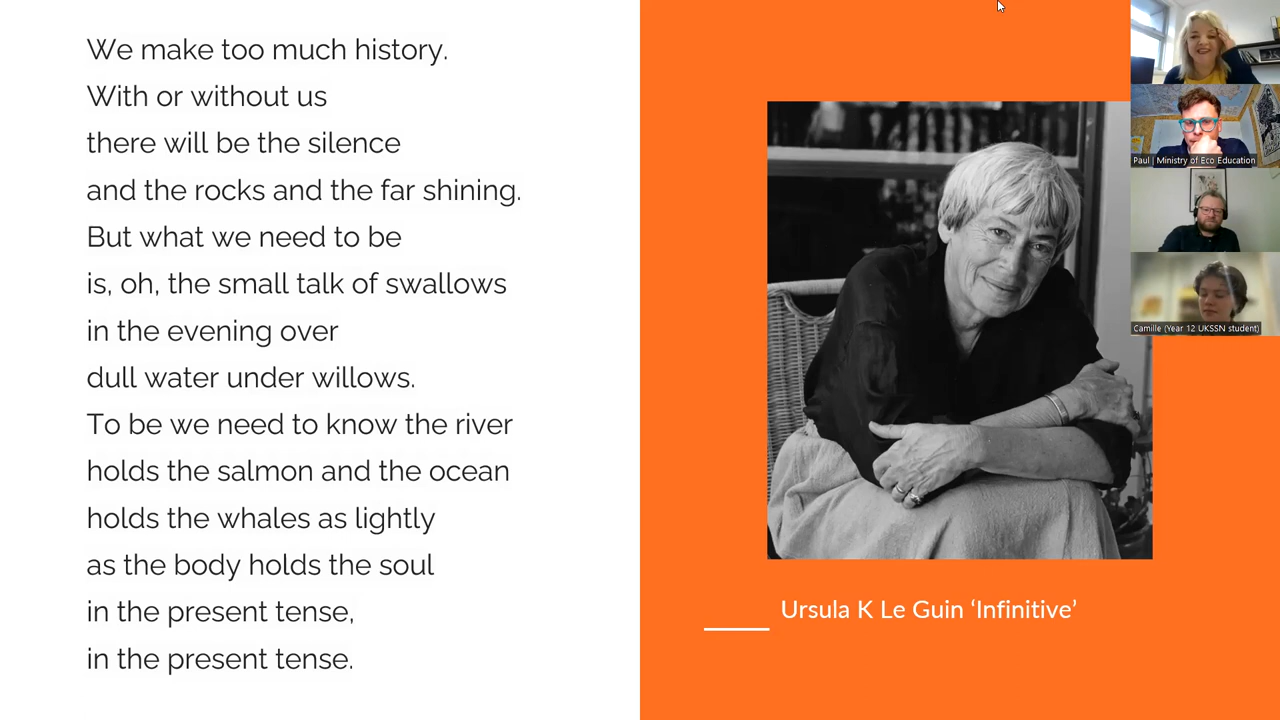 We make too much history.
With or without us
there will be the silence
and the rocks and the far shining.
But what we need to be
is, oh, the small talk of swallows
in the evening over
dull water under willows.
To be we need to know the river
holds the salmon and the ocean
holds the whales as lightly
as the body holds the soul
in the present tense,
in the present tense.
Ursula K Le Guin ‘Infinitive’
Paul | Ministry of Eco Education
Camille (Year 12 UKSSN student)